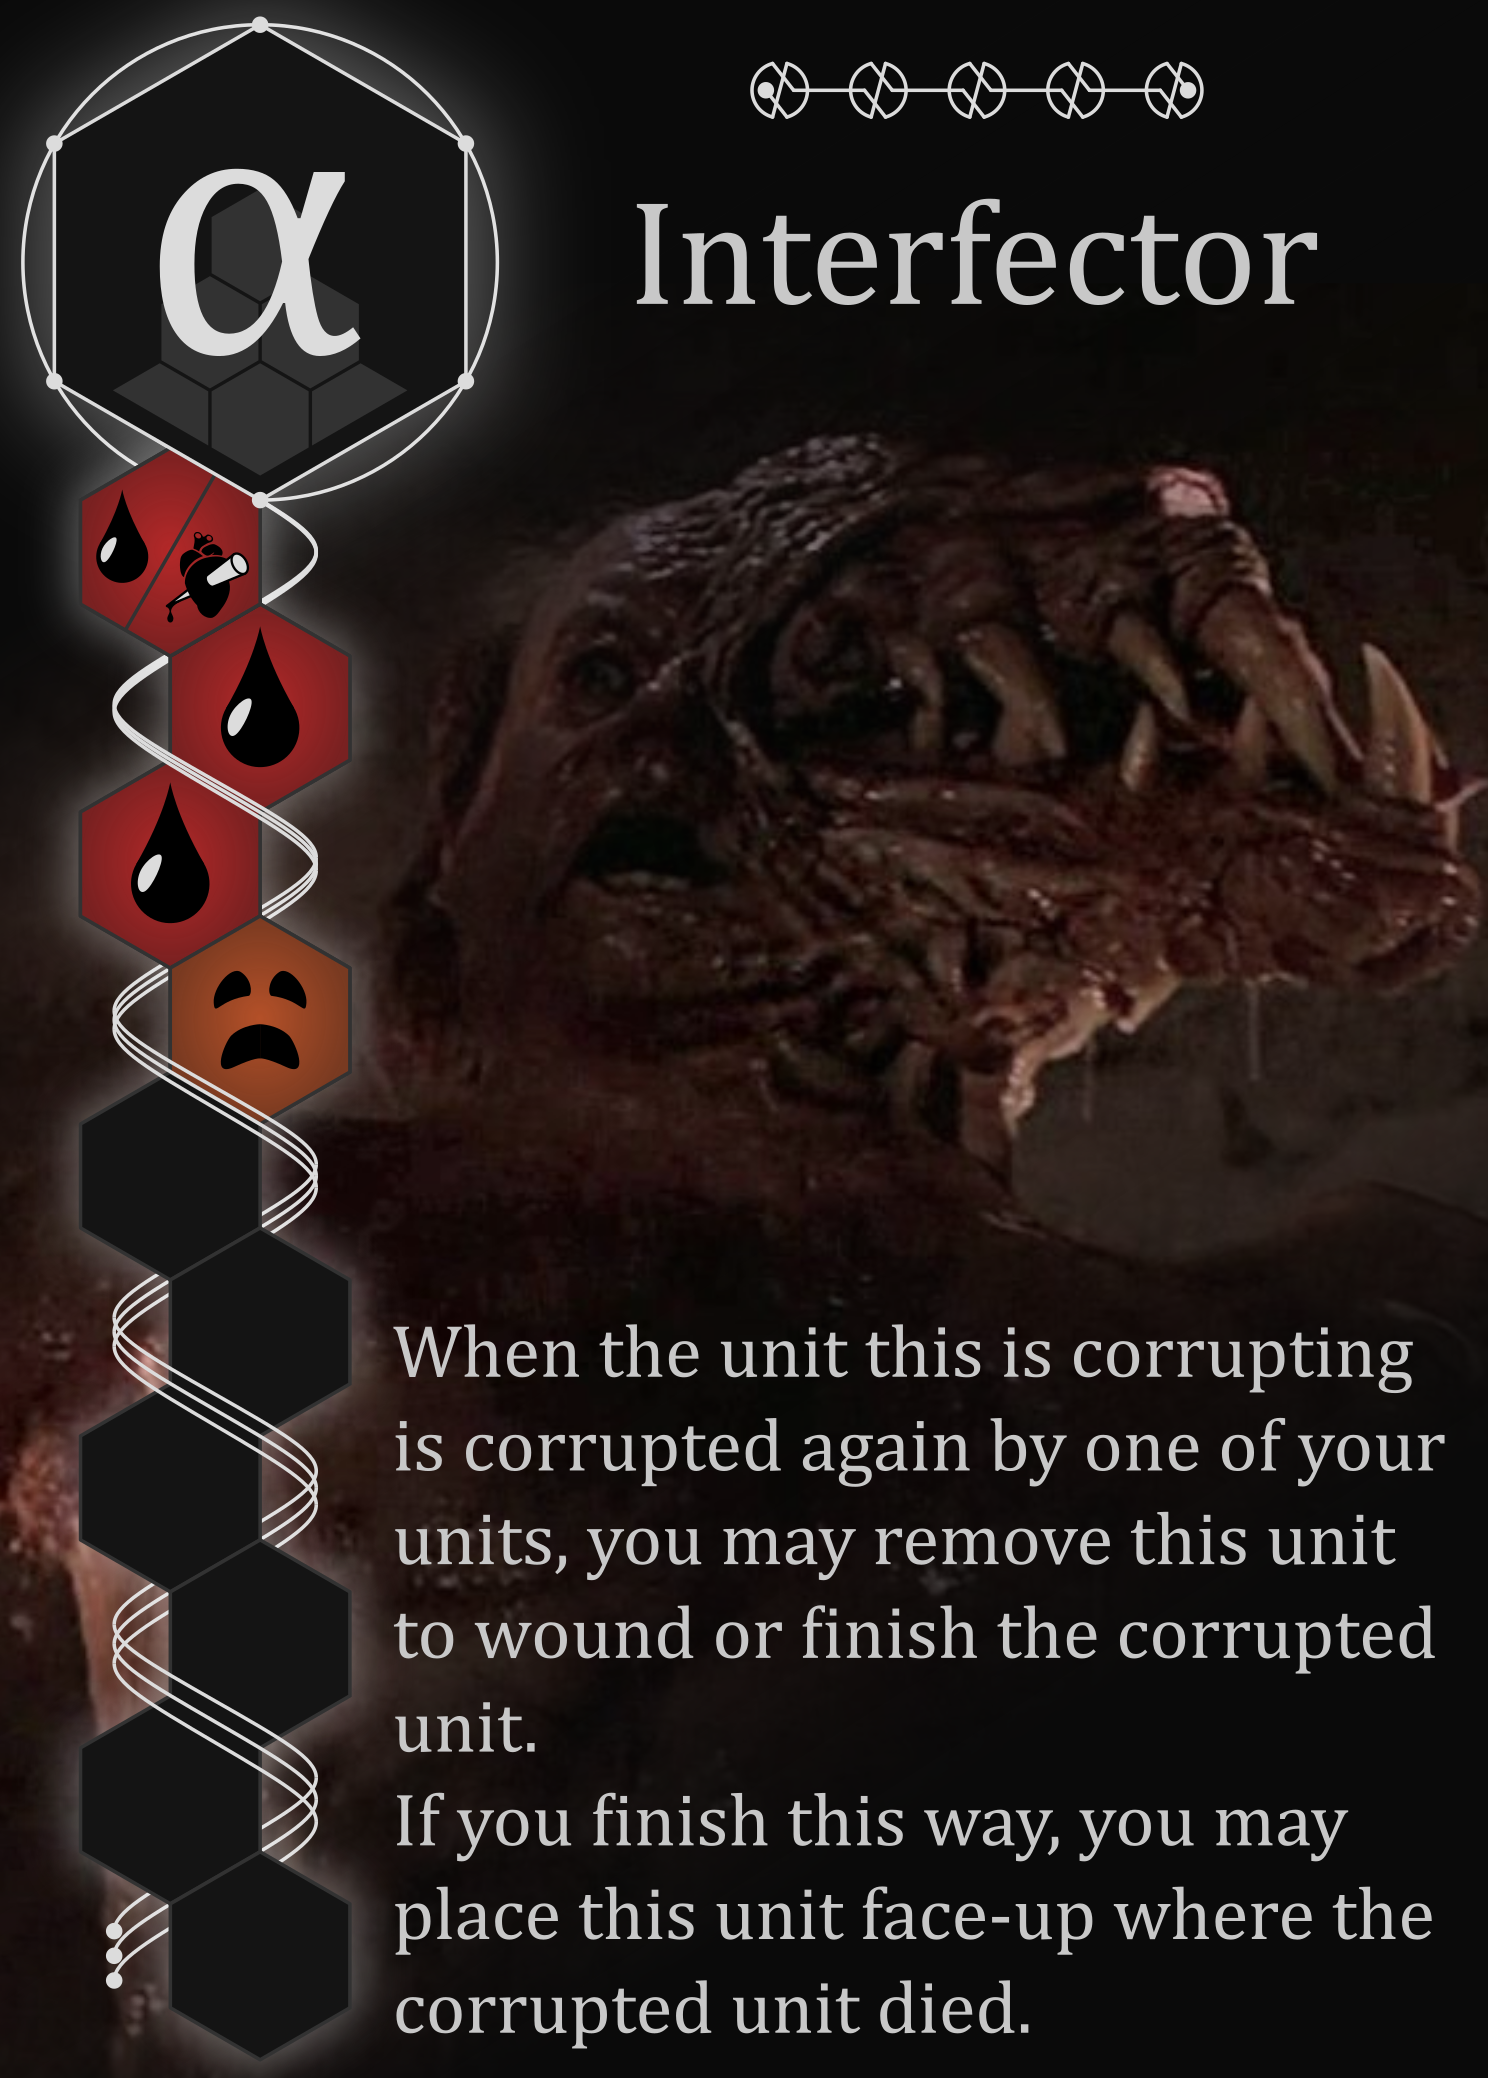 α
Interfector
When the unit this is corrupting
is corrupted again by one of your
units, you may remove this unit
to wound or finish the corrupted
unit.
If you finish this way, you may
place this unit face-up where the
corrupted unit died.